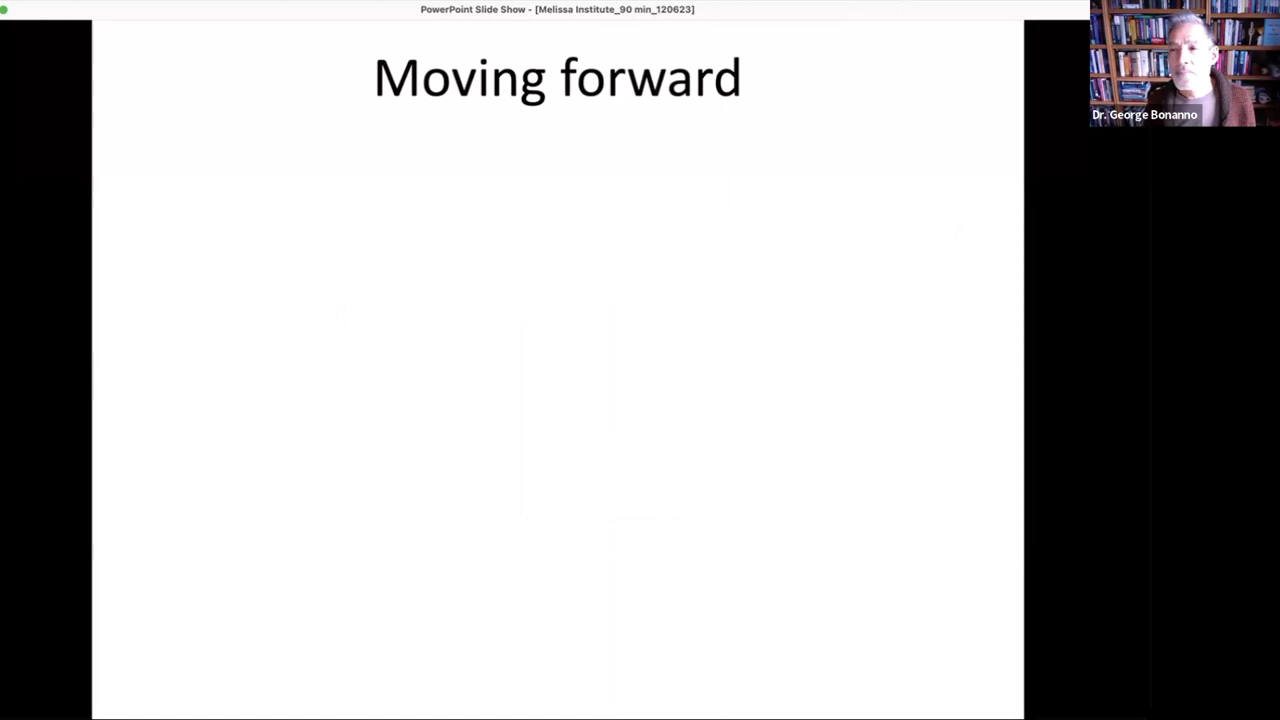 PowerPoint Slide Show - [Melissa Institute_90 min_120623]
Moving forward
Dr. George Bonanno